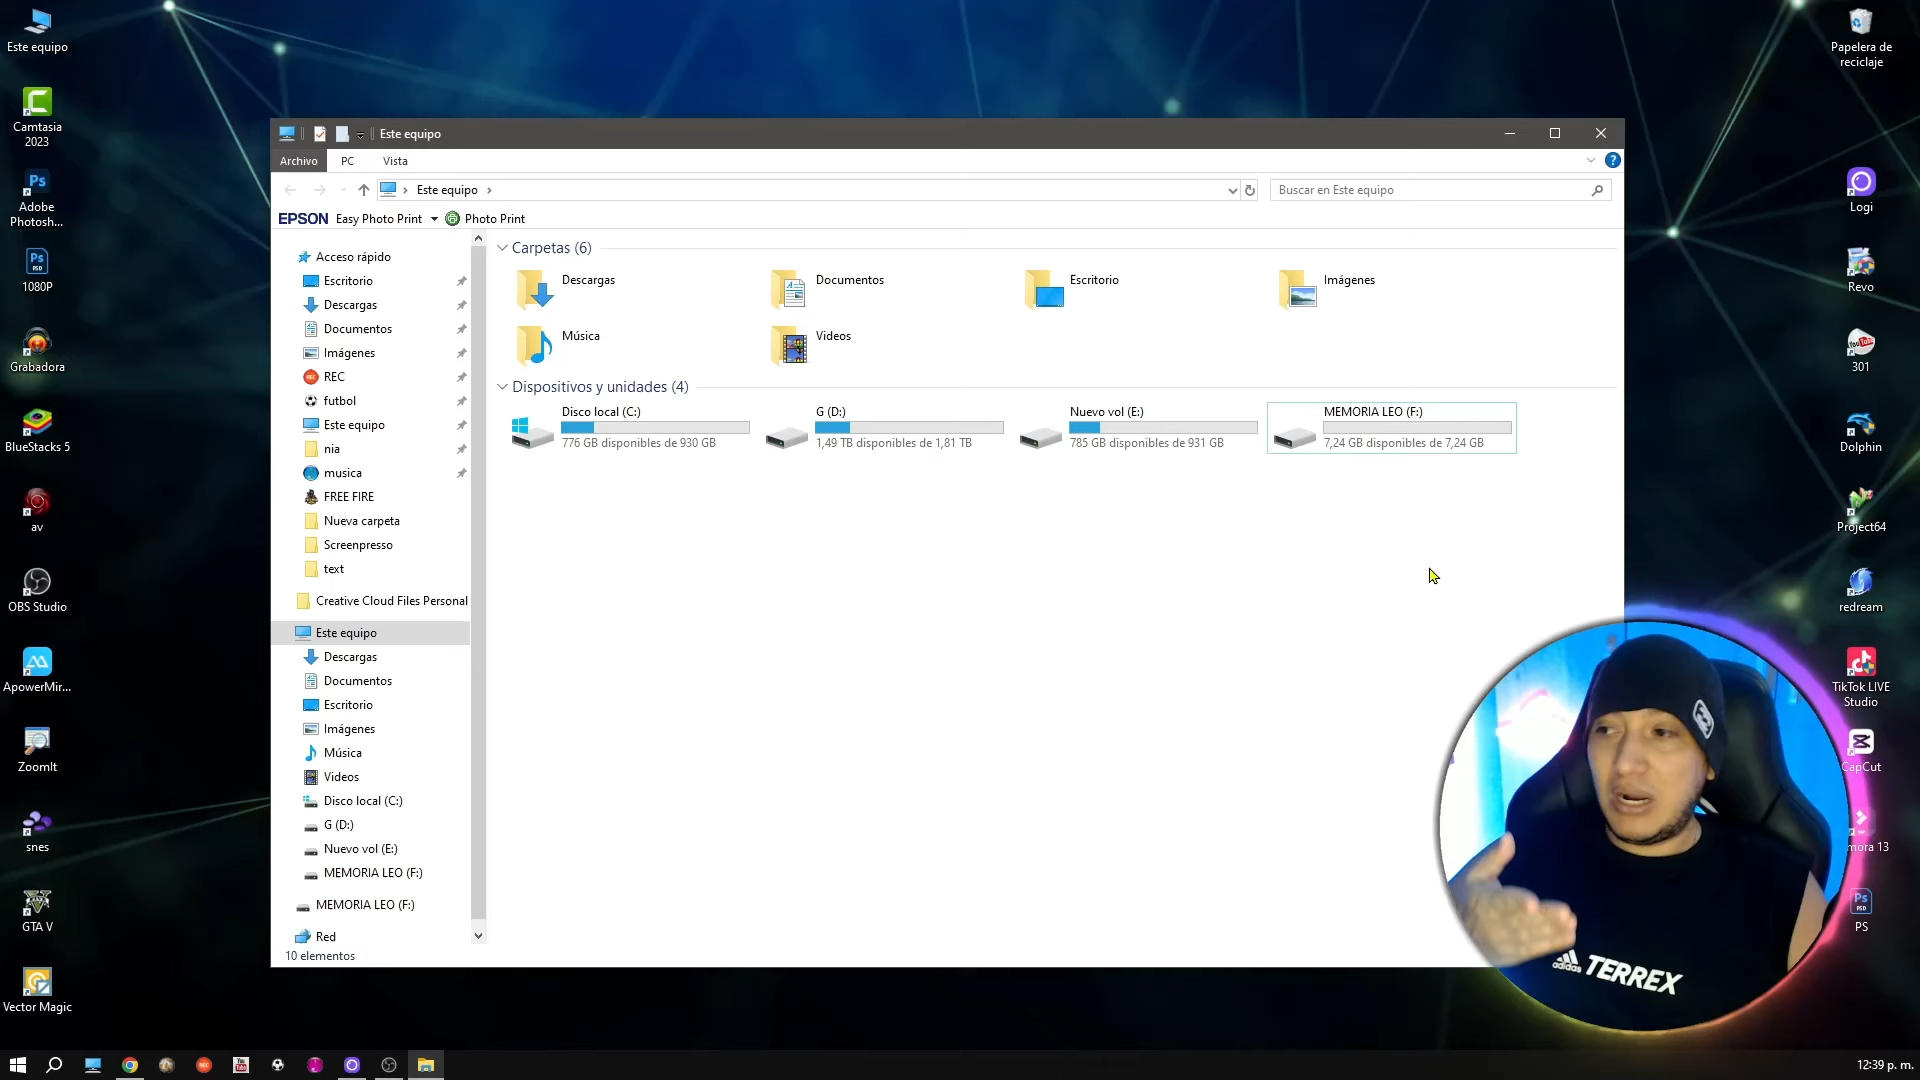 Este equipo
Camtasia
2023
Adobe
Photosh...
1080P
Grabadora
BlueStacks 5
av
OBS Studio
ApowerMir...
ZoomIt
snes
GTA V
Vector Magic
Este equipo
Archivo
PC
Vista
Este equipo
Buscar en Este equipo
EPSON
Easy Photo Print
Photo Print
Acceso rápido
Escritorio
Descargas
Documentos
Imágenes
REC
futbol
Este equipo
nia
musica
FREE FIRE
Nueva carpeta
Screenpresso
text
Creative Cloud Files Personal
Este equipo
Descargas
Documentos
Escritorio
Imágenes
Música
Videos
Disco local (C:)
G (D:)
Nuevo vol (E:)
MEMORIA LEO (F:)
MEMORIA LEO (F:)
Red
10 elementos
Carpetas (6)
Descargas
Documentos
Escritorio
Imágenes
Música
Videos
Dispositivos y unidades (4)
Disco local (C:)
776 GB disponibles de 930 GB
G (D:)
1,49 TB disponibles de 1,81 TB
Nuevo vol (E:)
785 GB disponibles de 931 GB
MEMORIA LEO (F:)
7,24 GB disponibles de 7,24 GB
Papelera de
reciclaje
Logi
Revo
301
Dolphin
Project64
redream
TikTok LIVE
Studio
CapCut
mora 13
PS
adidas TERREX
12:39 p. m.